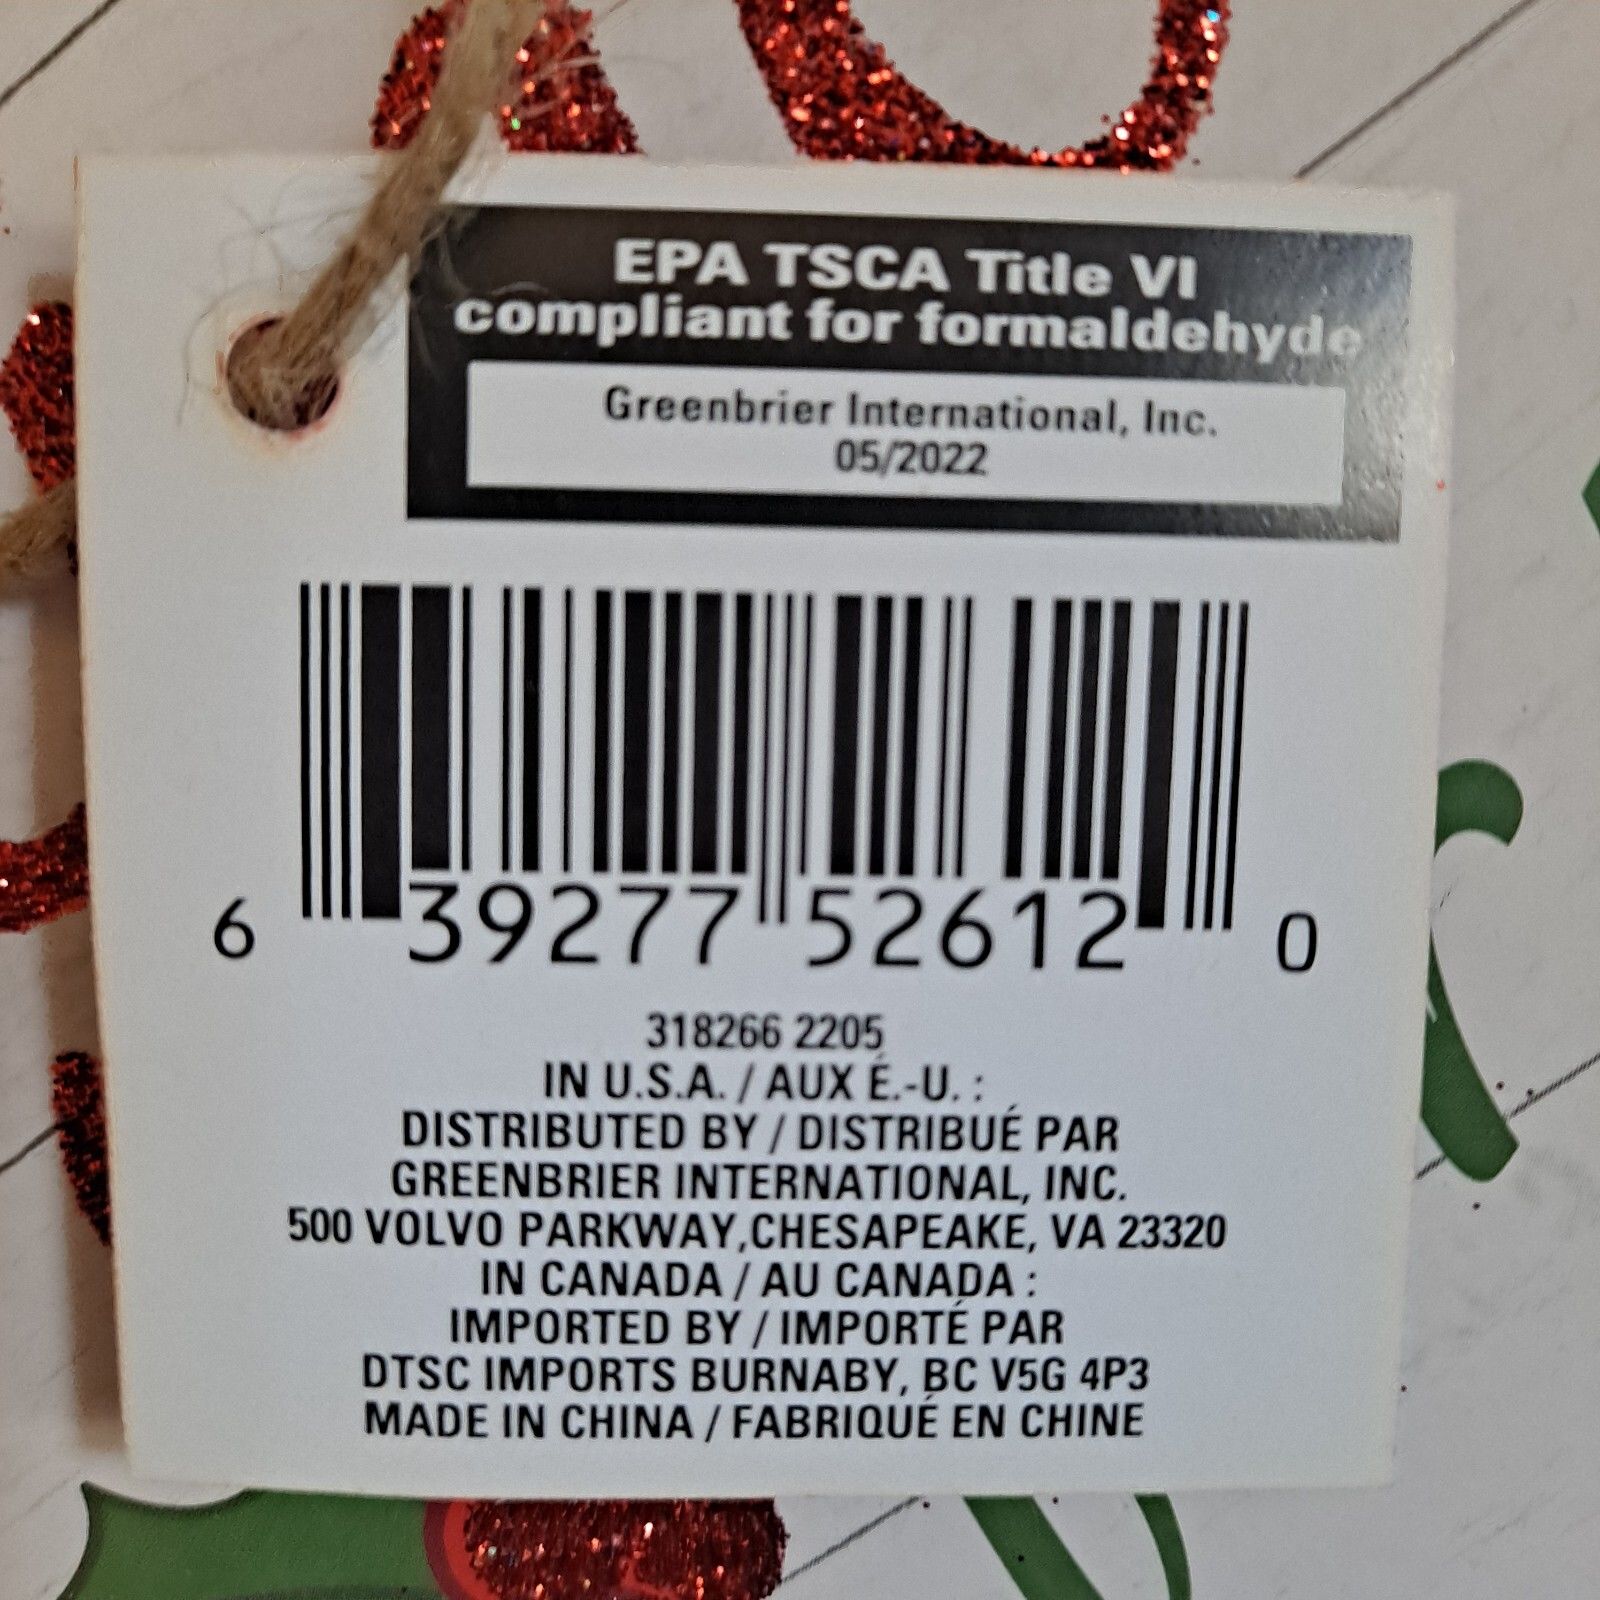 EPA TSCA Title VI
compliant for formaldehyde
Greenbrier International, Inc.
05/2022
6 39277 52612 0
318266 2205
IN U.S.A. / AUX É.-U. :
DISTRIBUTED BY / DISTRIBUÉ PAR
GREENBRIER INTERNATIONAL, INC.
500 VOLVO PARKWAY,CHESAPEAKE, VA 23320
IN CANADA / AU CANADA :
IMPORTED BY / IMPORTÉ PAR
DTSC IMPORTS BURNABY, BC V5G 4P3
MADE IN CHINA / FABRIQUÉ EN CHINE